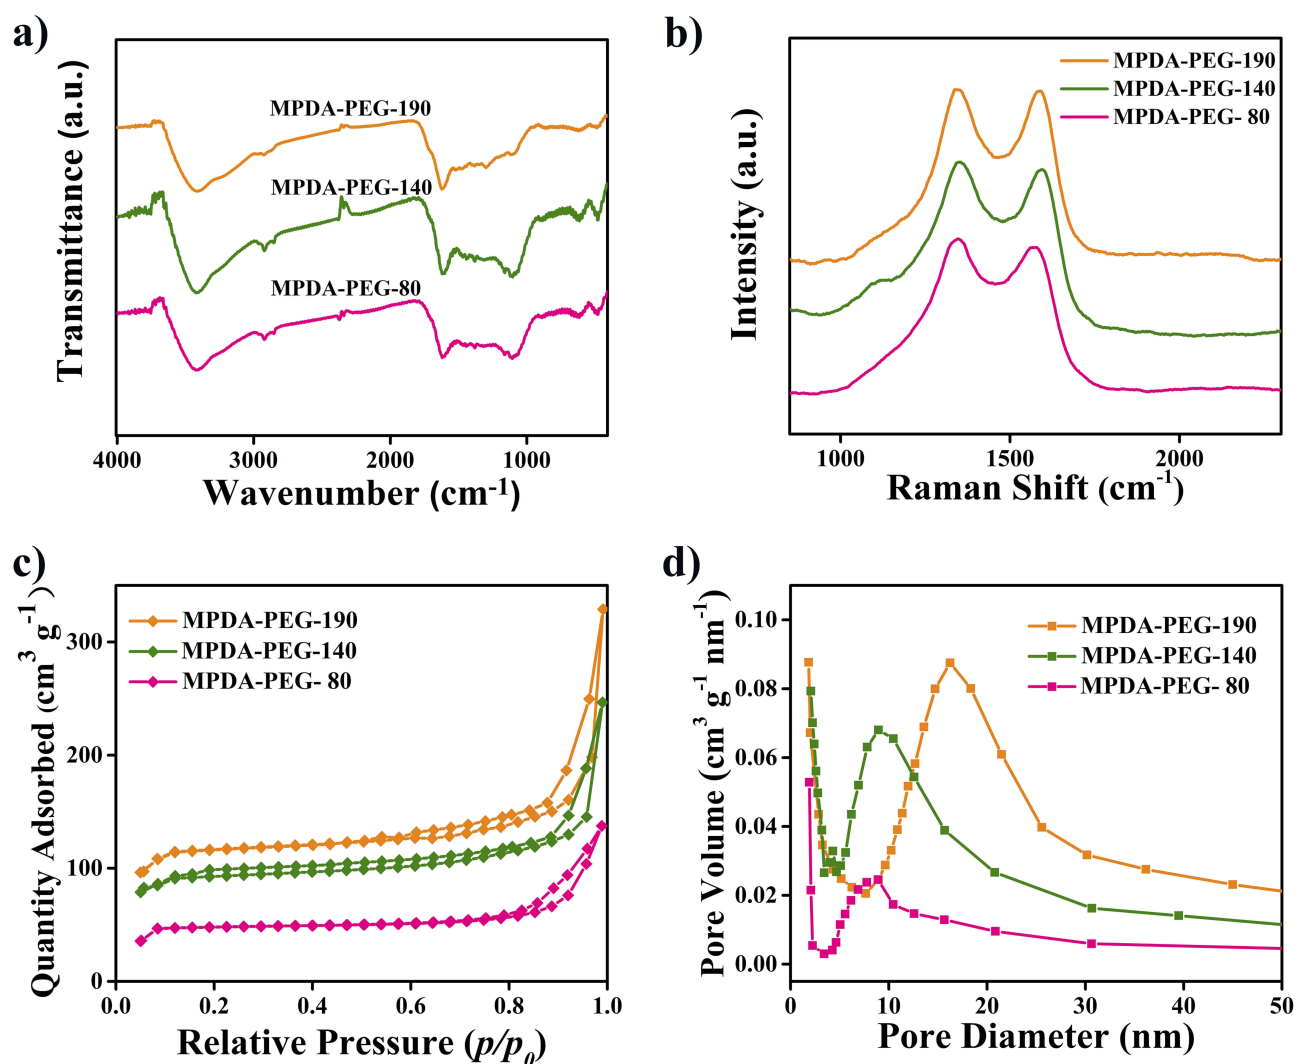 a)
Transmittance (a.u.)
MPDA-PEG-190
MPDA-PEG-140
MPDA-PEG-80
4000 3000 2000 1000
Wavenumber (cm⁻¹)
b)
Intensity (a.u.)
MPDA-PEG-190
MPDA-PEG-140
MPDA-PEG- 80
1000 1500 2000
Raman Shift (cm⁻¹)
c)
Quantity Adsorbed (cm³ g⁻¹)
MPDA-PEG-190
MPDA-PEG-140
MPDA-PEG- 80
300
200
100
0
0.0 0.2 0.4 0.6 0.8 1.0
Relative Pressure (p/p₀)
d)
Pore Volume (cm³ g⁻¹ nm⁻¹)
MPDA-PEG-190
MPDA-PEG-140
MPDA-PEG- 80
0.10
0.08
0.06
0.04
0.02
0.00
0 10 20 30 40 50
Pore Diameter (nm)